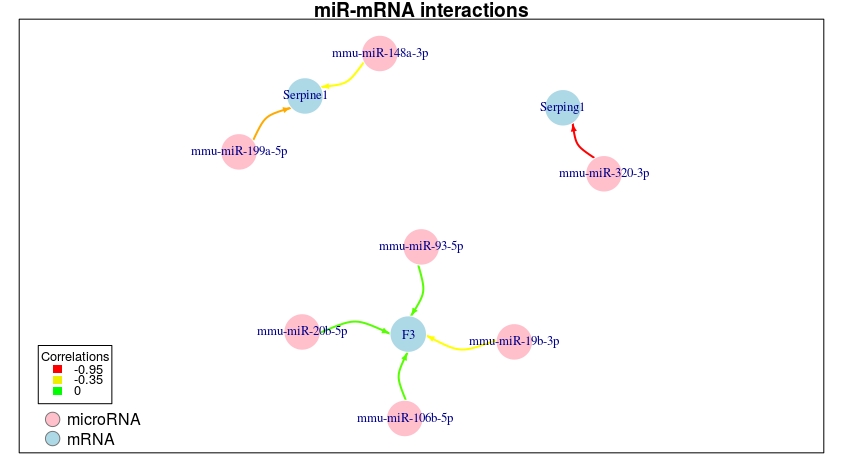 miR-mRNA interactions
mmu-miR-148a-3p
Serpine1
Serping1
mmu-miR-199a-5p
mmu-miR-320-3p
mmu-miR-93-5p
mmu-miR-20b-5p
F3
mmu-miR-19b-3p
mmu-miR-106b-5p
Correlations
-0.95
-0.35
0
microRNA
mRNA